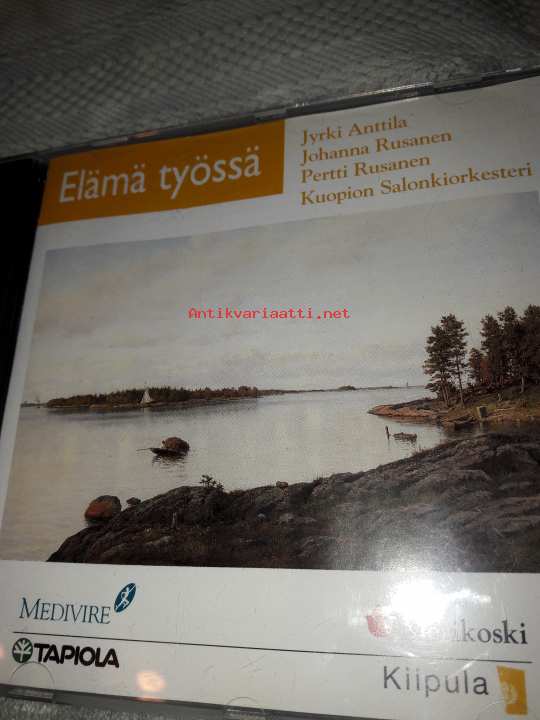 Elämä työssä
Jyrki Anttila
Johanna Rusanen
Pertti Rusanen
Kuopion Salonkiorkesteri
Antikvariaatti.net
MEDIVIRE
TAPIOLA
Kiipula